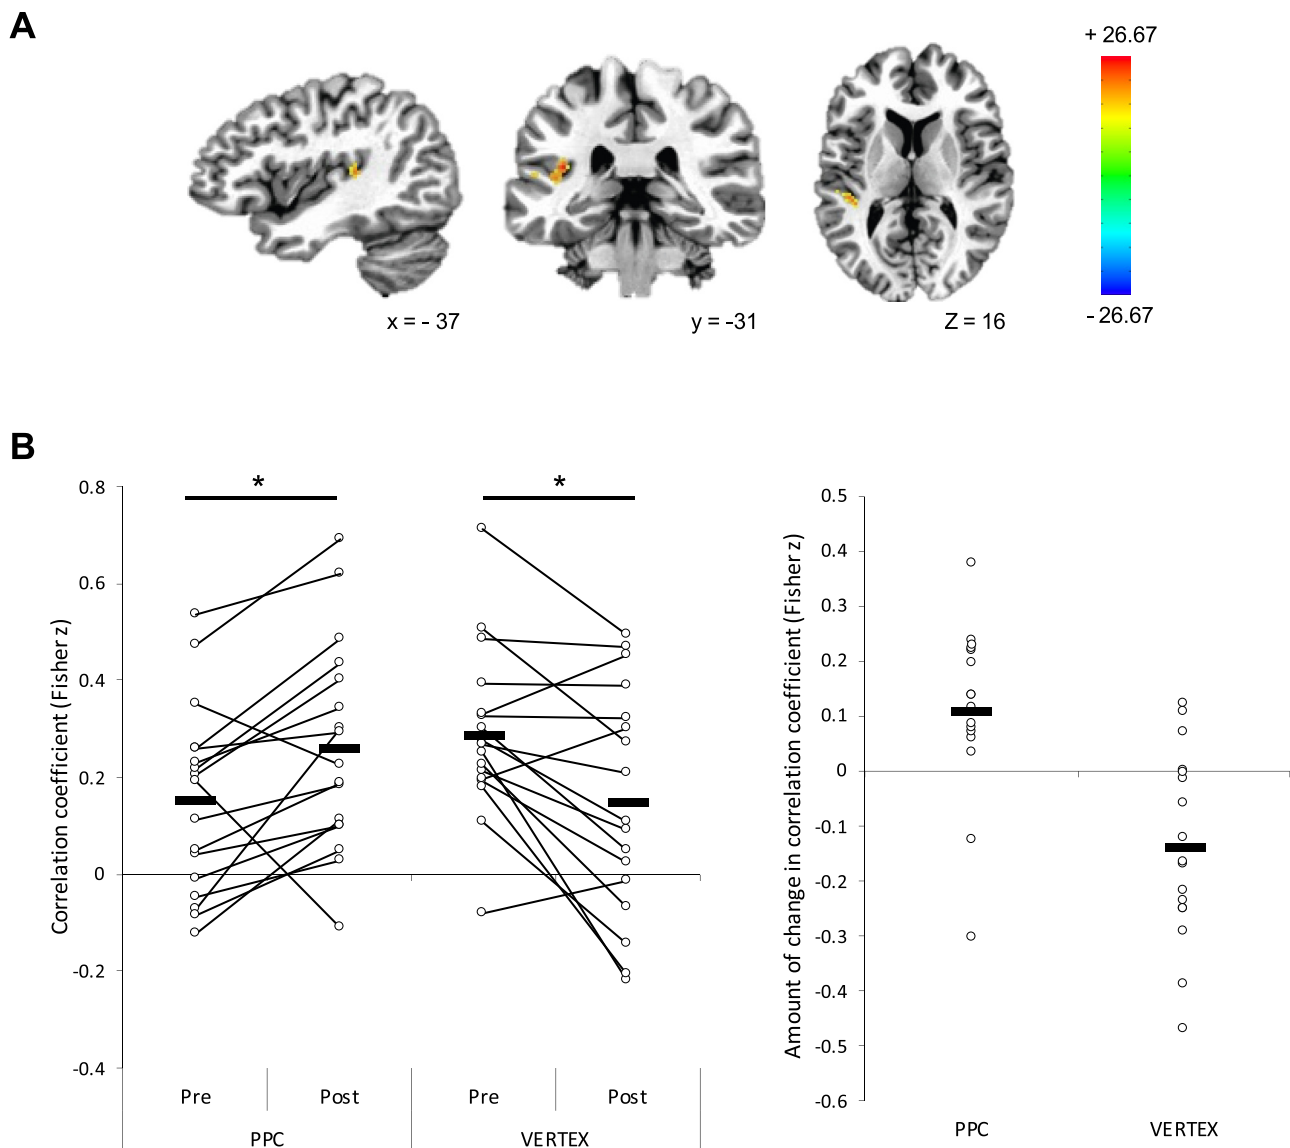 A
+ 26.67
- 26.67
x = - 37
y = -31
Z = 16
B
Correlation coefficient (Fisher z)
0.8
0.6
0.4
0.2
0
-0.2
-0.4
*
*
Pre
Post
Pre
Post
PPC
VERTEX
Amount of change in correlation coefficient (Fisher z)
0.5
0.4
0.3
0.2
0.1
0
-0.1
-0.2
-0.3
-0.4
-0.5
-0.6
PPC
VERTEX